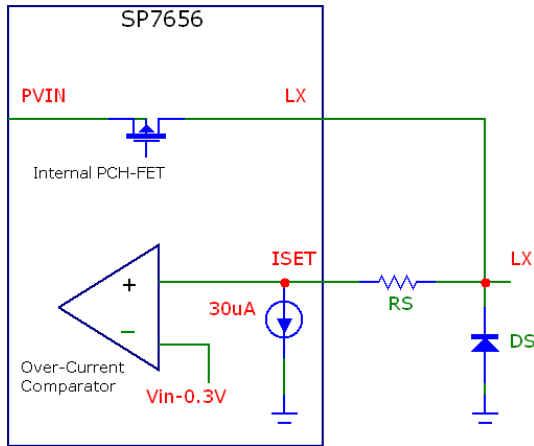 SP7656
PVIN
LX
Internal PCH-FET
ISET
LX
+
30uA
RS
−
DS
Over-Current
Comparator
Vin-0.3V